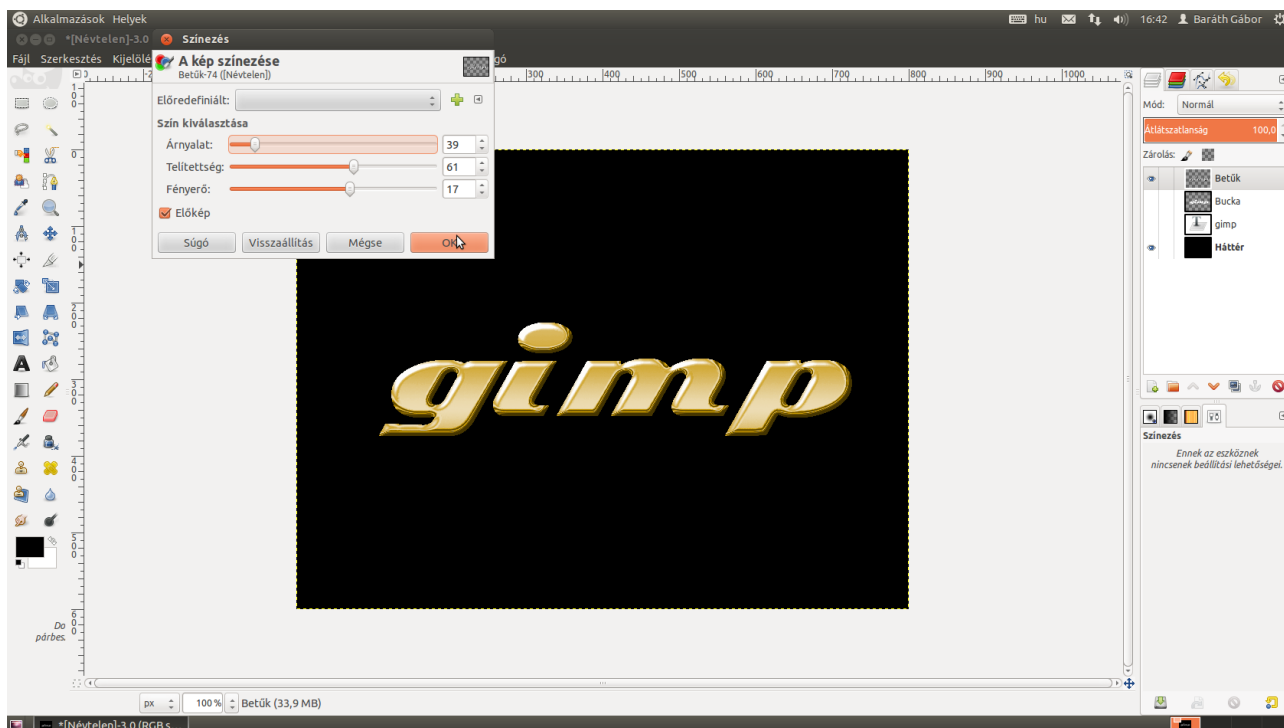 Alkalmazások Helyek hu 16:42 Baráth Gábor
*[Névtelen]-3.0 Színezés
Fájl Szerkesztés Kijelölé gó
A kép színezése
Betűk-74 ([Névtelen])
Előredefiniált:
Szín kiválasztása
Árnyalat: 39
Telítettség: 61
Fényerő: 17
Előkép
Súgó Visszaállítás Mégse OK
300 400 500 600 700 800 900 1000
gimp
Mód: Normál
Átlátszatlanság 100,0
Zárolás:
Betűk
Bucka
gimp
Háttér
Színezés
Ennek az eszköznek
nincsenek beállítási lehetőségei.
Do
párbes.
px 100% Betűk (33,9 MB)
*[Névtelen]-3.0 (RGB s...